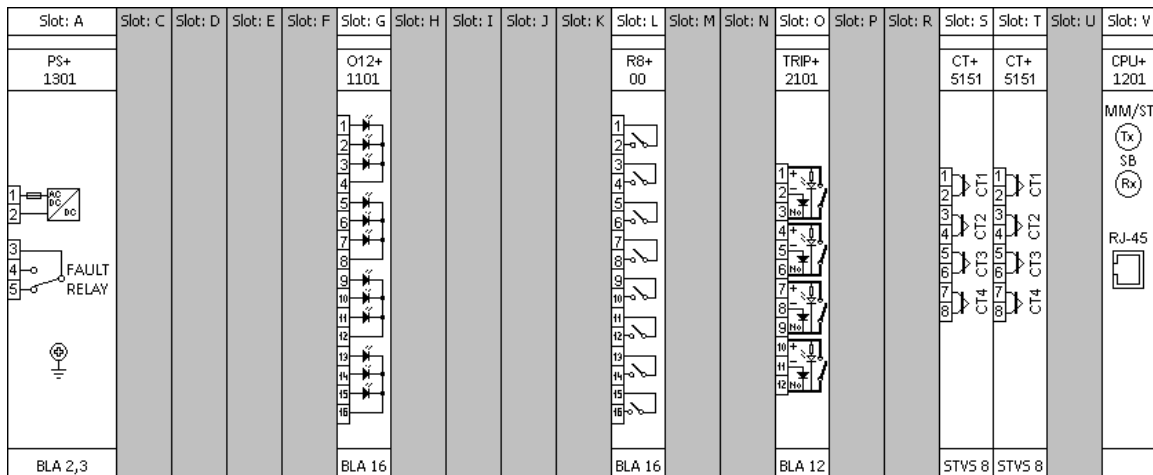 Slot: A Slot: C Slot: D Slot: E Slot: F Slot: G Slot: H Slot: I Slot: J Slot: K Slot: L Slot: M Slot: N Slot: O Slot: P Slot: R Slot: S Slot: T Slot: U Slot: V
PS+ O12+ R8+ TRIP+ CT+ CT+ CPU+
1301 1101 00 2101 5151 5151 1201
1
AC
DC
DC
2
3
4 FAULT
5 RELAY
1
2
3
4
5
6
7
8
9
10
11
12
13
14
15
16
1
2
3
4
5
6
7
8
9
10
11
12
13
14
15
16
1 +
2 −
3 No
4 +
5 −
6 No
7 +
8 −
9 No
10 +
11 −
12 No
1
2 CT1
3
4 CT2
5
6 CT3
7
8 CT4
1
2 CT1
3
4 CT2
5
6 CT3
7
8 CT4
MM/ST
Tx
SB
Rx
RJ-45
BLA 2,3 BLA 16 BLA 16 BLA 12 STVS 8 STVS 8